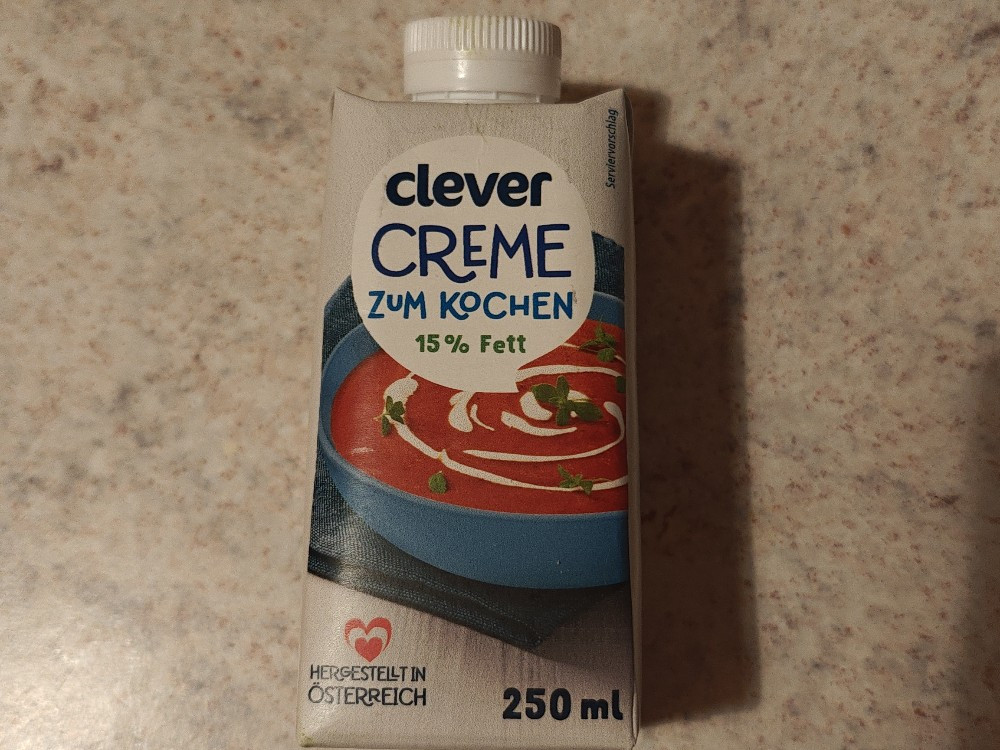 Serviervorschlag
clever
CREME
ZUM KOCHEN
15% Fett
HERGESTELLT IN
ÖSTERREICH
250 ml